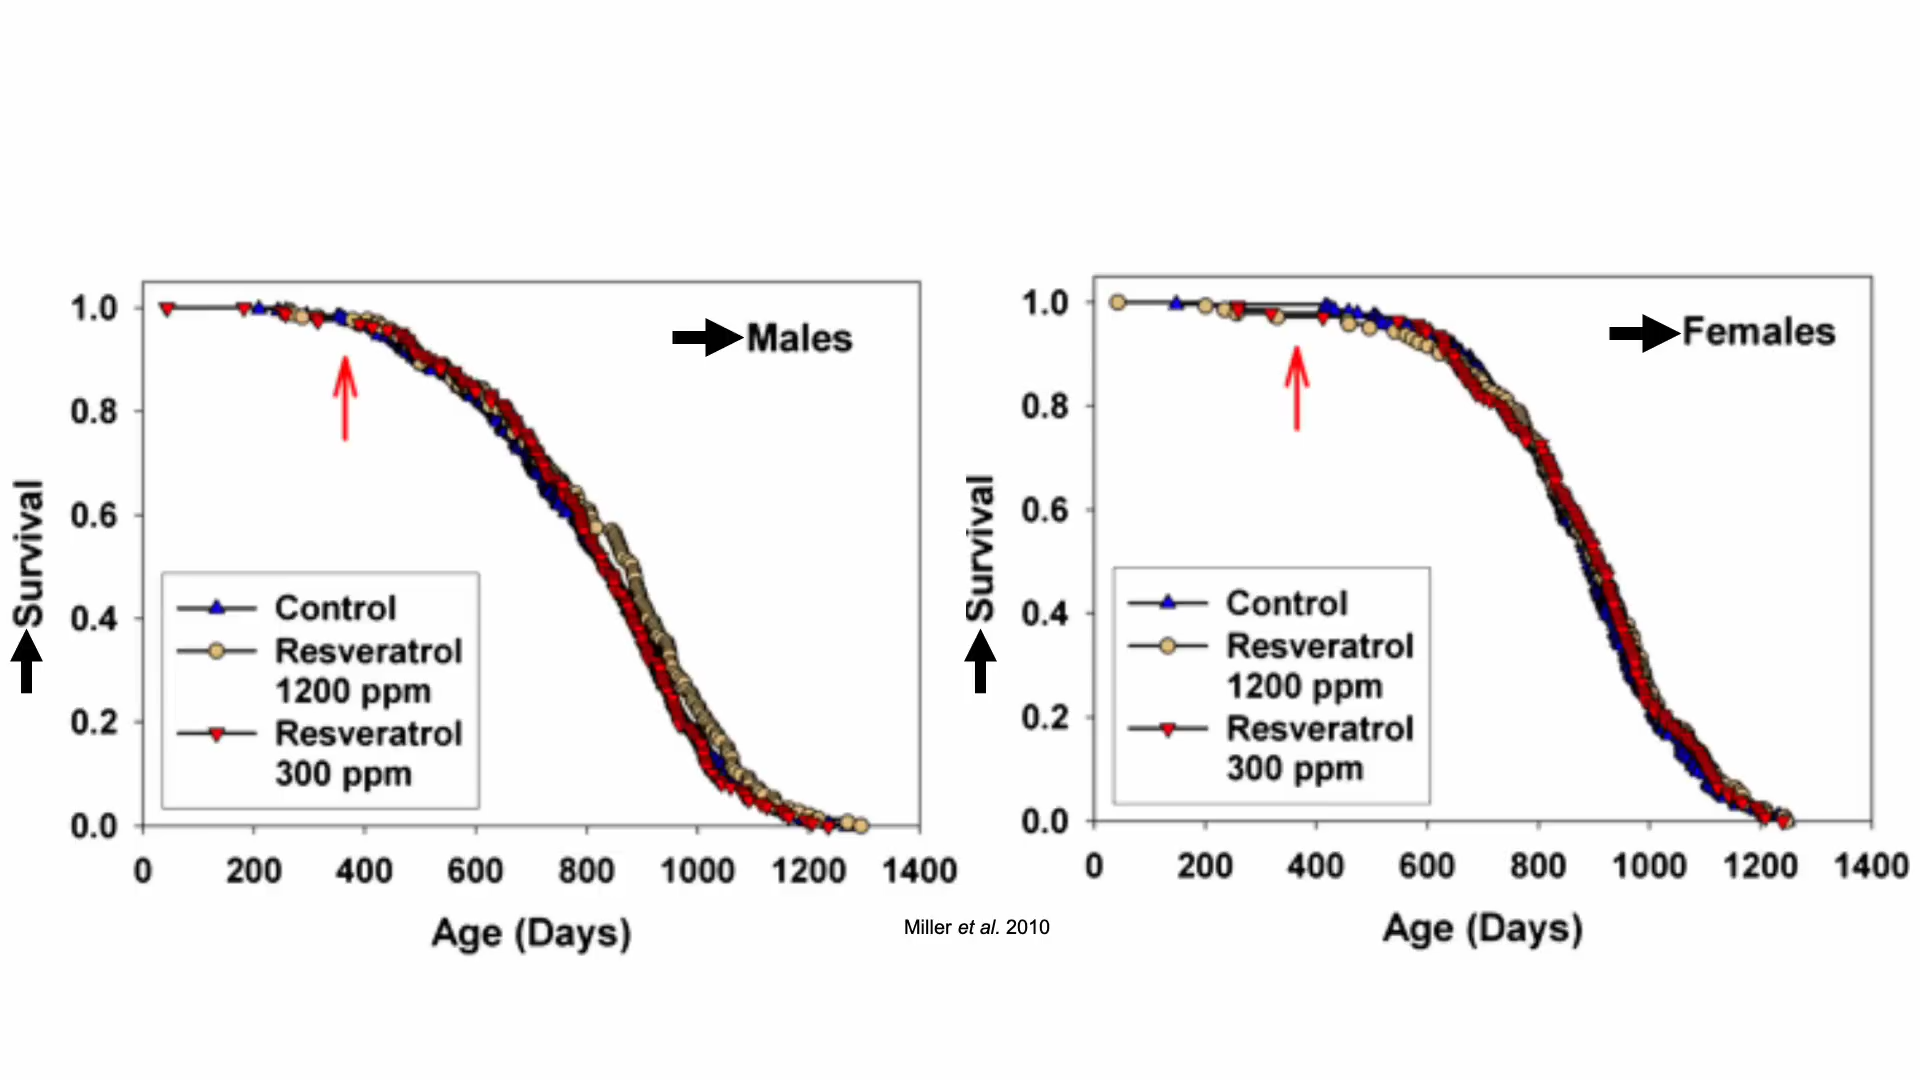 Males
Survival
1.0
0.8
0.6
0.4
0.2
0.0
Control
Resveratrol
1200 ppm
Resveratrol
300 ppm
0 200 400 600 800 1000 1200 1400
Age (Days)
Miller et al. 2010
Females
Survival
1.0
0.8
0.6
0.4
0.2
0.0
Control
Resveratrol
1200 ppm
Resveratrol
300 ppm
0 200 400 600 800 1000 1200 1400
Age (Days)